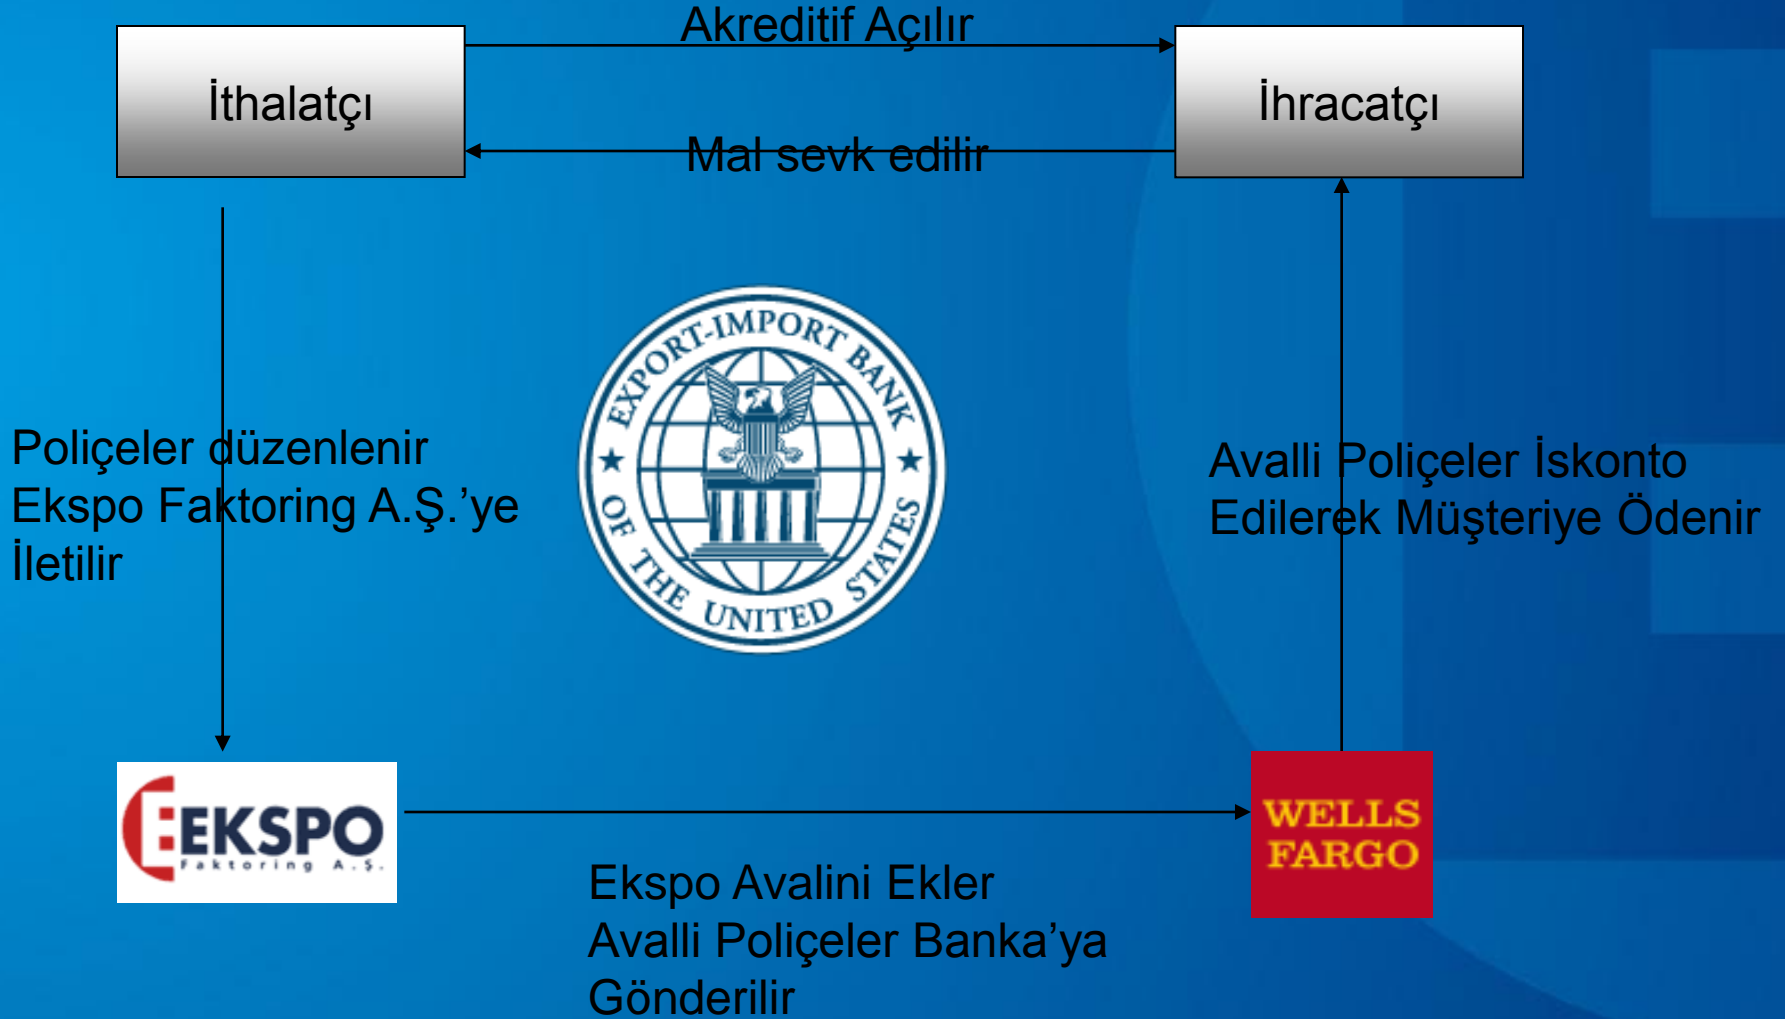 Akreditif Açılır
İthalatçı
İhracatçı
Mal sevk edilir
EXPORT-IMPORT BANK
OF THE UNITED STATES
Poliçeler düzenlenir
Ekspo Faktoring A.Ş.’ye
İletilir
Avalli Poliçeler İskonto
Edilerek Müşteriye Ödenir
EKSPO
Faktoring A.Ş.
WELLS
FARGO
Ekspo Avalini Ekler
Avalli Poliçeler Banka’ya
Gönderilir